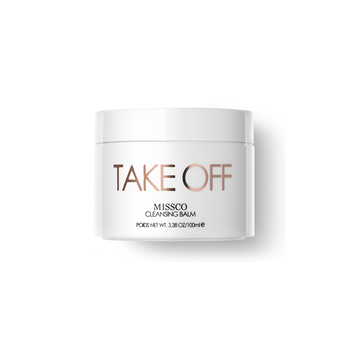 TAKE OFF
MISSCO
CLEANSING BALM
POIDS. NET WT. 3.38 OZ/100ml e